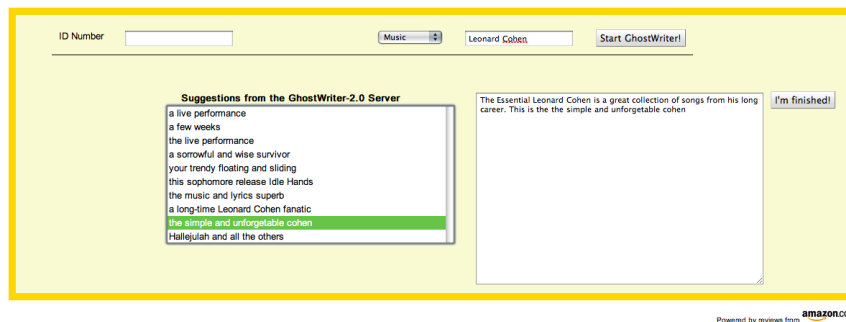 ID Number
Music
Leonard Cohen
Start GhostWriter!
Suggestions from the GhostWriter-2.0 Server
a live performance
a few weeks
the live performance
a sorrowful and wise survivor
your trendy floating and sliding
this sophomore release Idle Hands
the music and lyrics superb
a long-time Leonard Cohen fanatic
the simple and unforgetable cohen
Hallejulah and all the others
The Essential Leonard Cohen is a great collection of songs from his long
career. This is the the simple and unforgetable cohen
I'm finished!
Powered by reviews from amazon.co